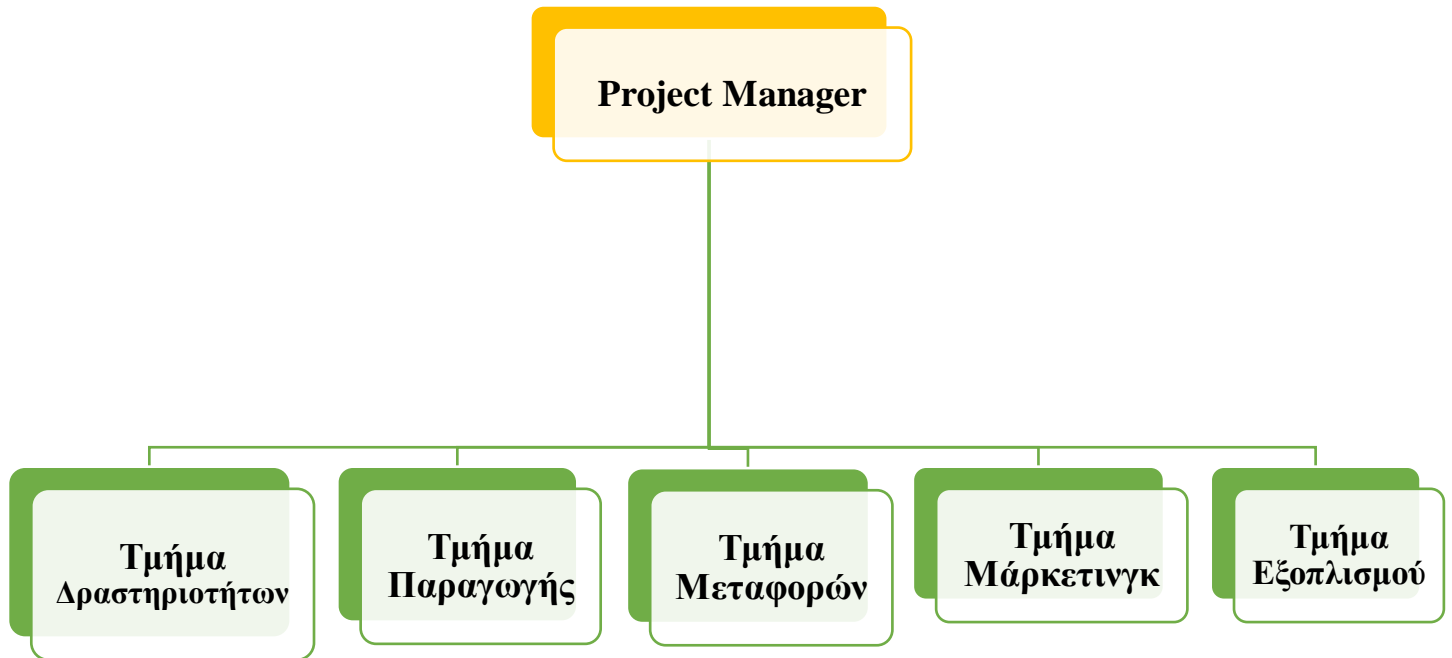 Project Manager
Τμήμα
Δραστηριοτήτων
Τμήμα
Παραγωγής
Τμήμα
Μεταφορών
Τμήμα
Μάρκετινγκ
Τμήμα
Εξοπλισμού